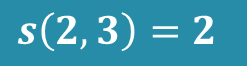 s(2, 3) = 2